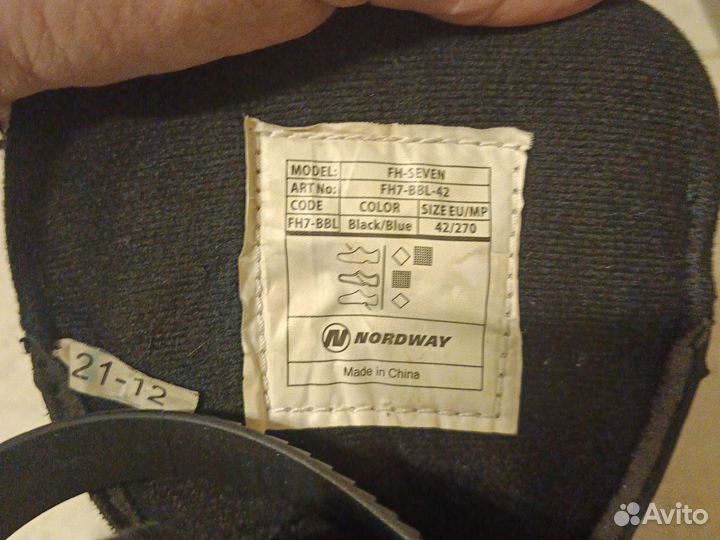 MODEL: FH-SEVEN
ART No: FH7-BBL-42
CODE COLOR SIZE EU/MP
FH7-BBL Black/Blue 42/270
NORDWAY
Made in China
21-12
Avito